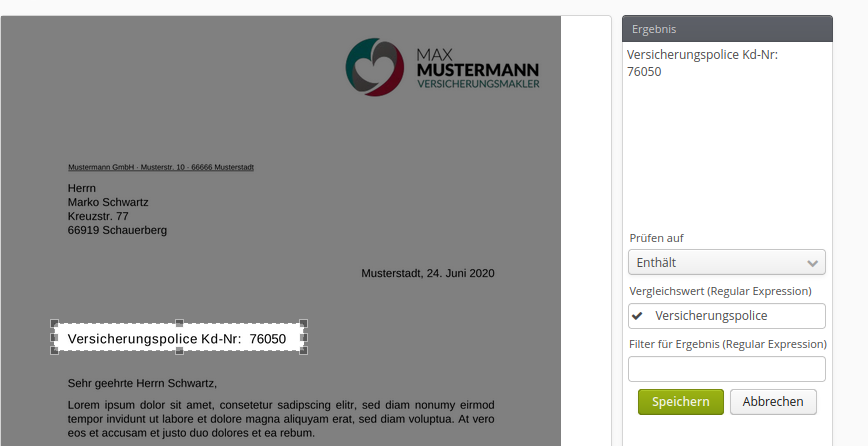 MAX
MUSTERMANN
VERSICHERUNGSMAKLER
Mustermann GmbH - Musterstr. 10 - 66666 Musterstadt
Herrn
Marko Schwartz
Kreuzstr. 77
66919 Schauerberg
Musterstadt, 24. Juni 2020
Versicherungspolice Kd-Nr: 76050
Sehr geehrte Herrn Schwartz,
Lorem ipsum dolor sit amet, consetetur sadipscing elitr, sed diam nonumy eirmod
tempor invidunt ut labore et dolore magna aliquyam erat, sed diam voluptua. At vero
eos et accusam et justo duo dolores et ea rebum.
Ergebnis
Versicherungspolice Kd-Nr:
76050
Prüfen auf
Enthält
Vergleichswert (Regular Expression)
Versicherungspolice
Filter für Ergebnis (Regular Expression)
Speichern
Abbrechen